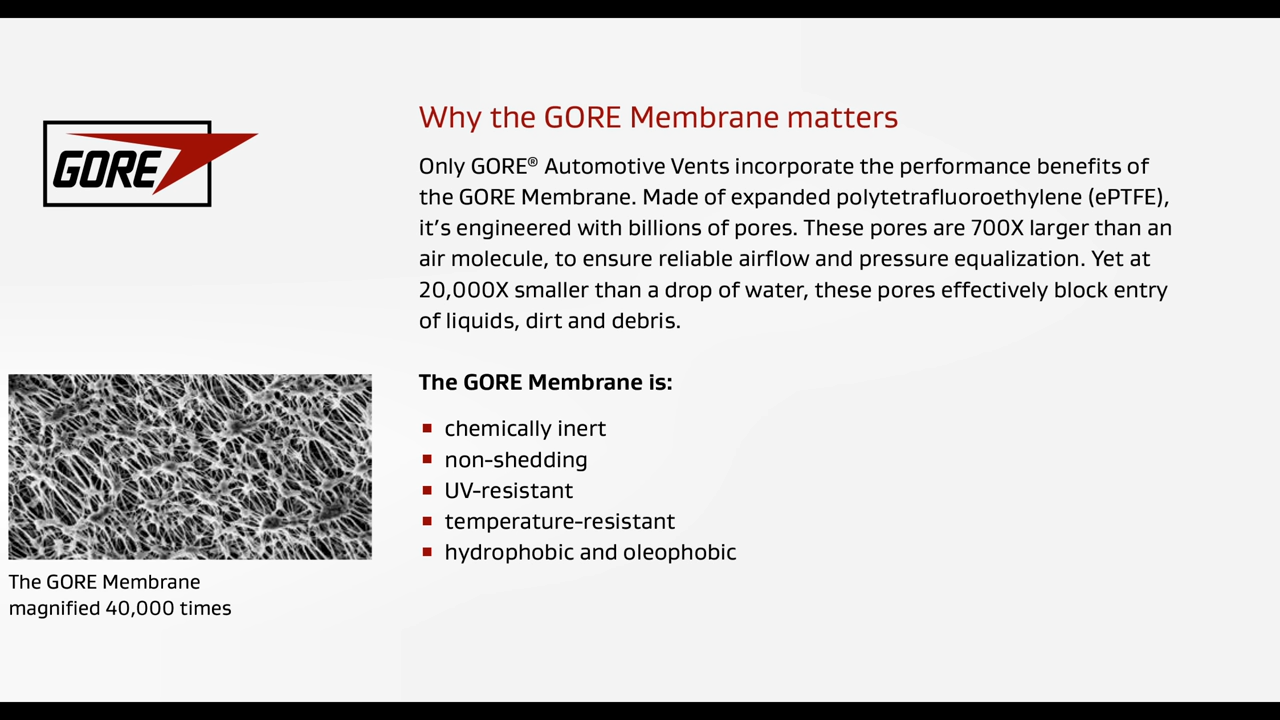 GORE
Why the GORE Membrane matters
Only GORE® Automotive Vents incorporate the performance benefits of
the GORE Membrane. Made of expanded polytetrafluoroethylene (ePTFE),
it’s engineered with billions of pores. These pores are 700X larger than an
air molecule, to ensure reliable airflow and pressure equalization. Yet at
20,000X smaller than a drop of water, these pores effectively block entry
of liquids, dirt and debris.
The GORE Membrane is:
chemically inert
non-shedding
UV-resistant
temperature-resistant
hydrophobic and oleophobic
The GORE Membrane
magnified 40,000 times